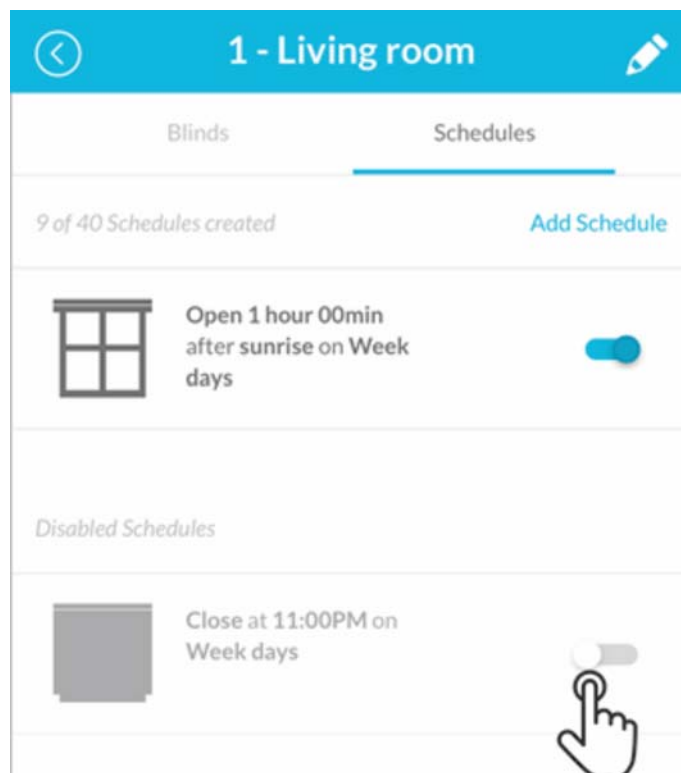 1 - Living room
Blinds
Schedules
9 of 40 Schedules created
Add Schedule
Open 1 hour 00min
after sunrise on Week
days
Disabled Schedules
Close at 11:00PM on
Week days